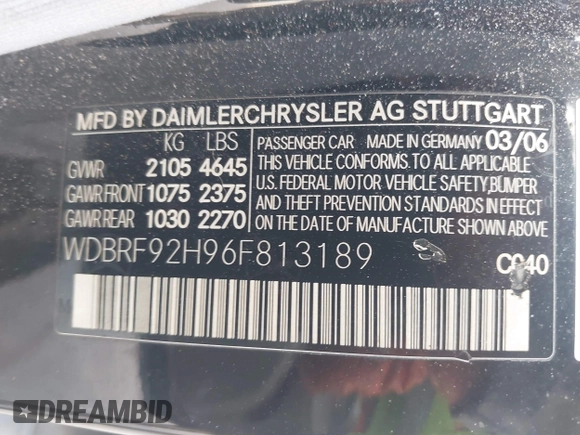 MFD BY DAIMLERCHRYSLER AG STUTTGART
KG LBS
GVWR 2105 4645
GAWR FRONT 1075 2375
GAWR REAR 1030 2270
PASSENGER CAR MADE IN GERMANY 03/06
THIS VEHICLE CONFORMS TO ALL APPLICABLE
U.S. FEDERAL MOTOR VEHICLE SAFETY, BUMPER
AND THEFT PREVENTION STANDARDS IN EFFECT
ON THE DATE OF MANUFACTURE SHOWN ABOVE
WDBRF92H96F813189
C040
DREAMBID